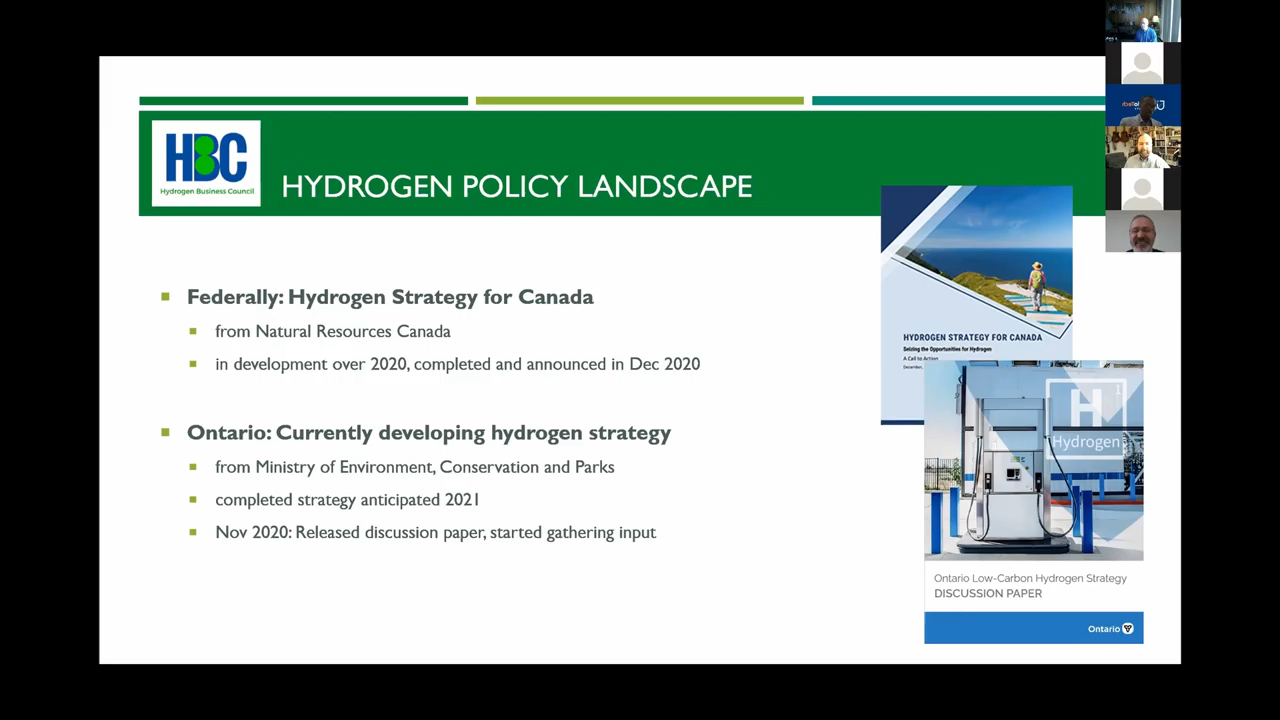 HBC
Hydrogen Business Council
HYDROGEN POLICY LANDSCAPE
Federally: Hydrogen Strategy for Canada
from Natural Resources Canada
in development over 2020, completed and announced in Dec 2020
Ontario: Currently developing hydrogen strategy
from Ministry of Environment, Conservation and Parks
completed strategy anticipated 2021
Nov 2020: Released discussion paper, started gathering input
HYDROGEN STRATEGY FOR CANADA
Seizing the Opportunities for Hydrogen
A Call to Action
December,
1
H
Hydrogen
Ontario Low-Carbon Hydrogen Strategy
DISCUSSION PAPER
Ontario